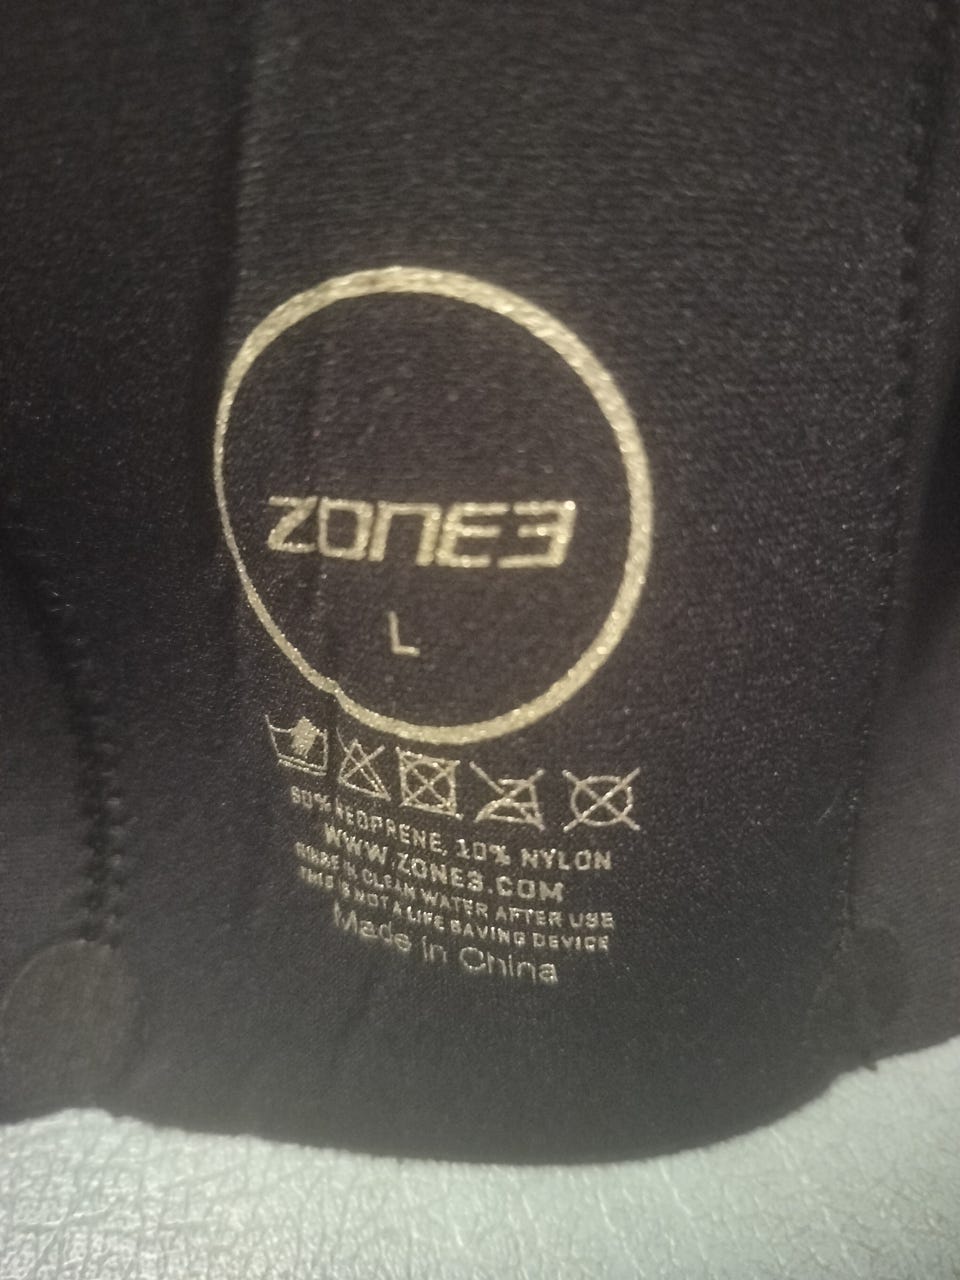 ZONE3
L
90% NEOPRENE, 10% NYLON
WWW.ZONE3.COM
IN CLEAN WATER AFTER USE
THIS IS NOT A LIFE SAVING DEVICE
Made in China